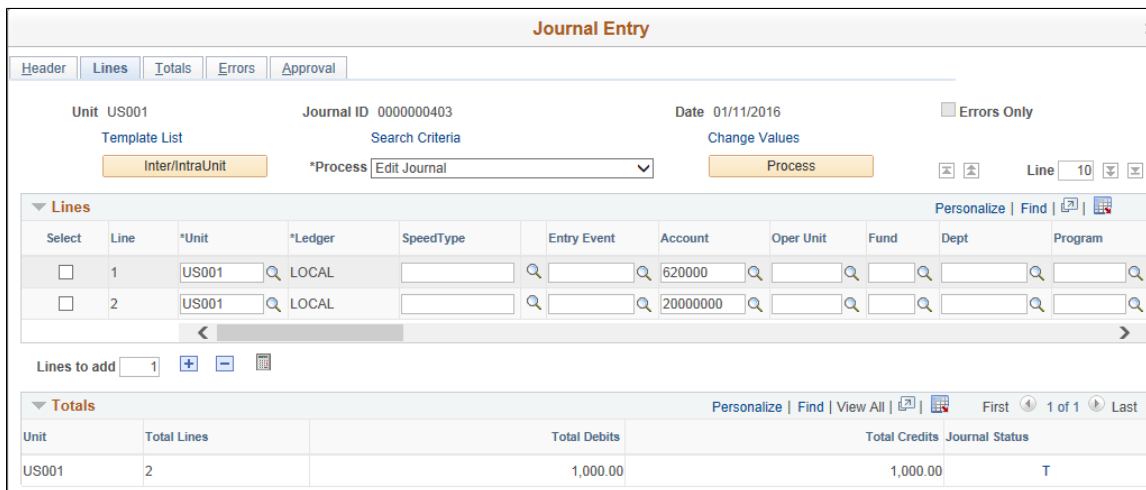 Journal Entry
Header Lines Totals Errors Approval
Unit US001 Journal ID 0000000403 Date 01/11/2016 Errors Only
Template List Search Criteria Change Values
Inter/IntraUnit *Process Edit Journal Process Line 10
Lines Personalize | Find |
Select Line *Unit *Ledger SpeedType Entry Event Account Oper Unit Fund Dept Program
1 US001 LOCAL 620000
2 US001 LOCAL 20000000
Lines to add 1
Totals Personalize | Find | View All | First 1 of 1 Last
Unit Total Lines Total Debits Total Credits Journal Status
US001 2 1,000.00 1,000.00 T